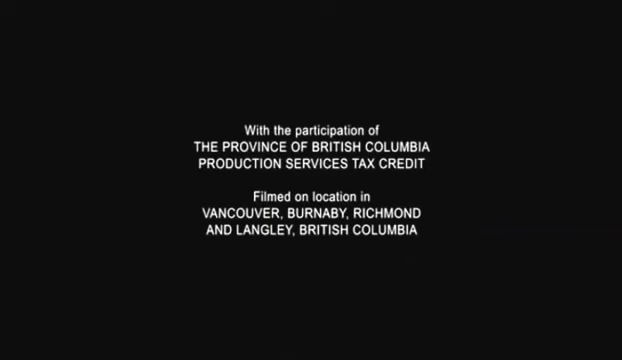 With the participation of
THE PROVINCE OF BRITISH COLUMBIA
PRODUCTION SERVICES TAX CREDIT
Filmed on location in
VANCOUVER, BURNABY, RICHMOND
AND LANGLEY, BRITISH COLUMBIA